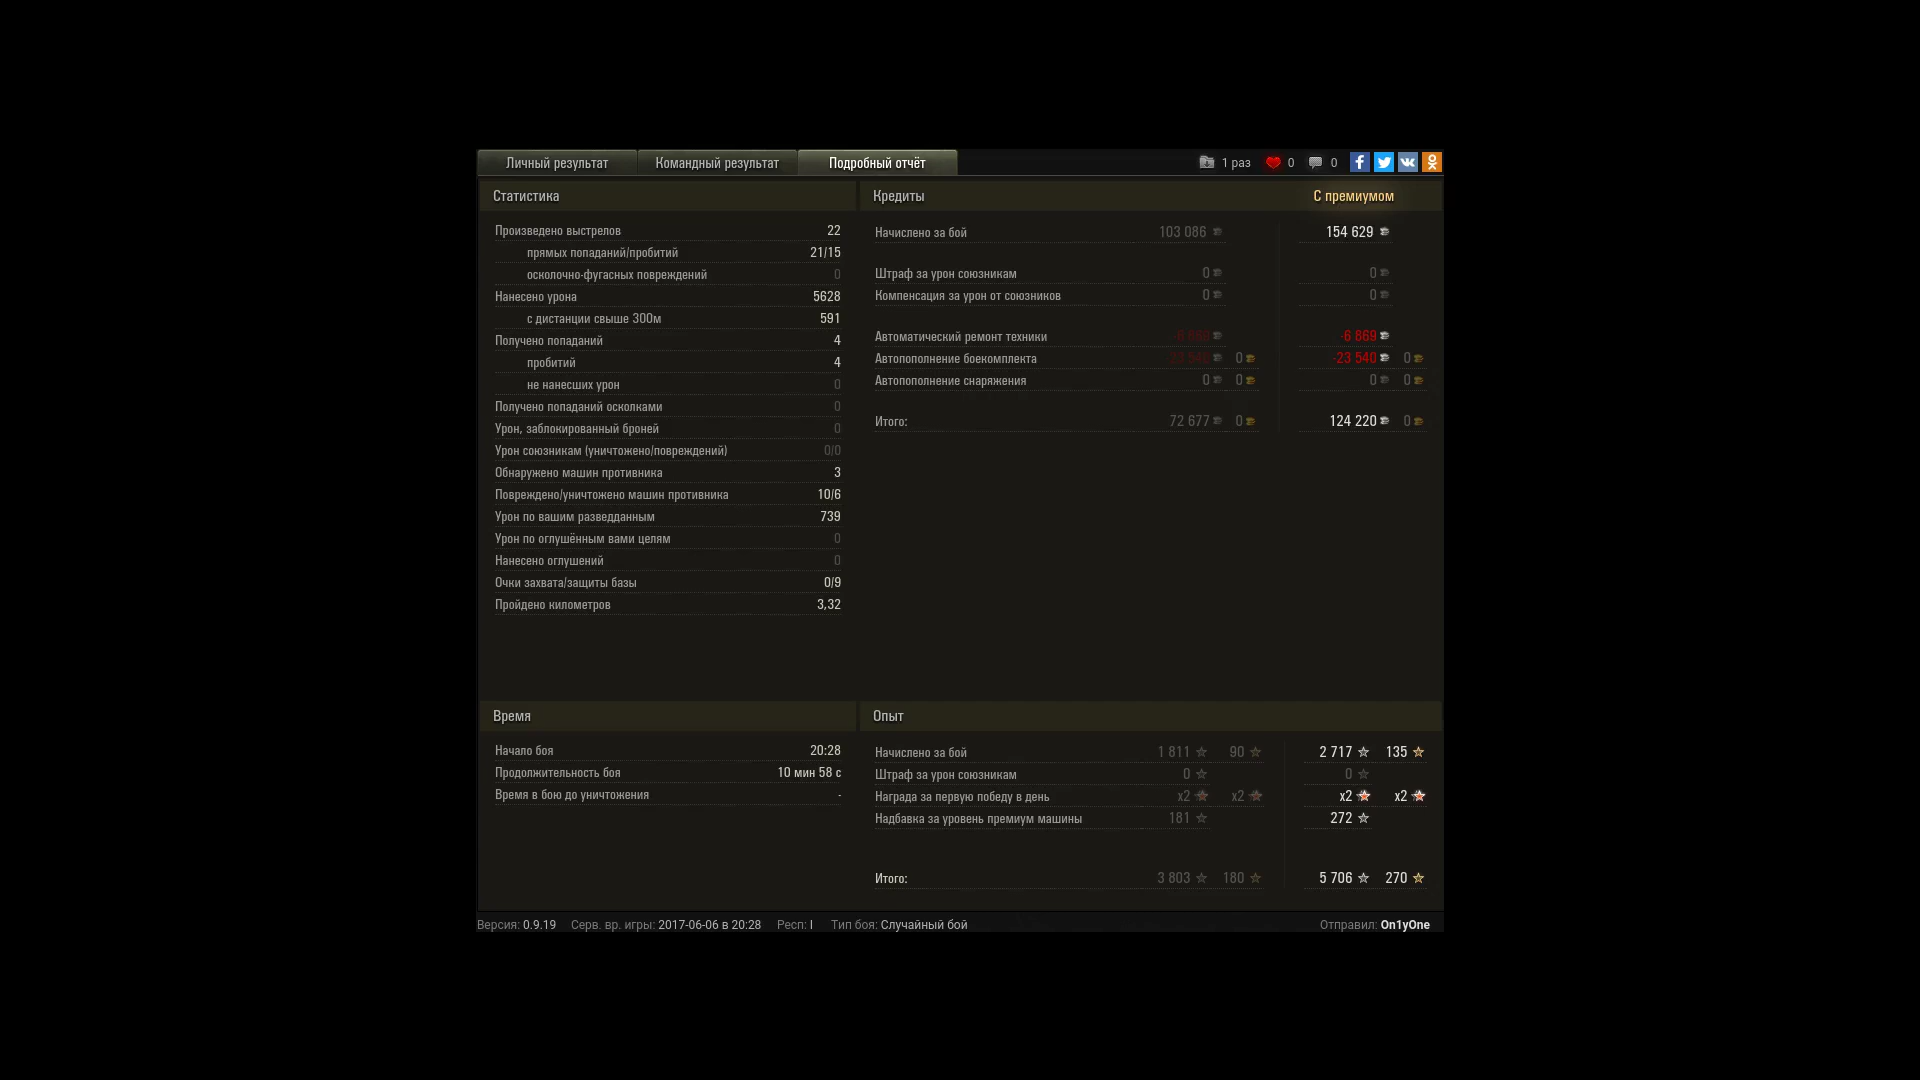 Личный результат Командный результат Подробный отчёт 1 раз 0 0
Статистика
Произведено выстрелов 22
прямых попаданий/пробитий 21/15
осколочно-фугасных повреждений 0
Нанесено урона 5628
с дистанции свыше 300м 591
Получено попаданий 4
пробитий 4
не нанесших урон 0
Получено попаданий осколками 0
Урон, заблокированный броней 0
Урон союзникам (уничтожено/повреждений) 0/0
Обнаружено машин противника 3
Повреждено/уничтожено машин противника 10/6
Урон по вашим разведданным 739
Урон по оглушённым вами целям 0
Нанесено оглушений 0
Очки захвата/защиты базы 0/9
Пройдено километров 3,32
Кредиты С премиумом
Начислено за бой 103 086 154 629
Штраф за урон союзникам 0 0
Компенсация за урон от союзников 0 0
Автоматический ремонт техники -6 869 -6 869
Автопополнение боекомплекта -23 540 0 -23 540 0
Автопополнение снаряжения 0 0 0 0
Итого: 72 677 0 124 220 0
Время
Начало боя 20:28
Продолжительность боя 10 мин 58 с
Время в бою до уничтожения -
Опыт
Начислено за бой 1 811 90 2 717 135
Штраф за урон союзникам 0 0
Награда за первую победу в день x2 x2 x2 x2
Надбавка за уровень премиум машины 181 272
Итого: 3 803 180 5 706 270
Версия: 0.9.19 Серв. вр. игры: 2017-06-06 в 20:28 Респ: I Тип боя: Случайный бой Отправил: On1yOne